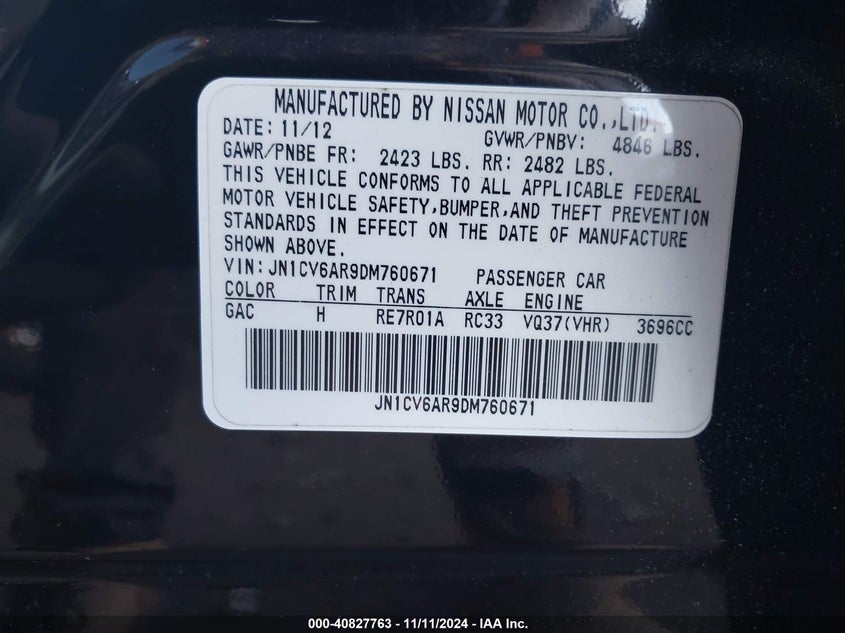 MANUFACTURED BY NISSAN MOTOR CO.,LTD.
DATE: 11/12 GVWR/PNBV: 4846 LBS.
GAWR/PNBE FR: 2423 LBS. RR: 2482 LBS.
THIS VEHICLE CONFORMS TO ALL APPLICABLE FEDERAL
MOTOR VEHICLE SAFETY,BUMPER,AND THEFT PREVENTION
STANDARDS IN EFFECT ON THE DATE OF MANUFACTURE
SHOWN ABOVE.
VIN:JN1CV6AR9DM760671 PASSENGER CAR
COLOR TRIM TRANS AXLE ENGINE
GAC H RE7R01A RC33 VQ37(VHR) 3696CC
JN1CV6AR9DM760671
000-40827763 - 11/11/2024 - IAA Inc.